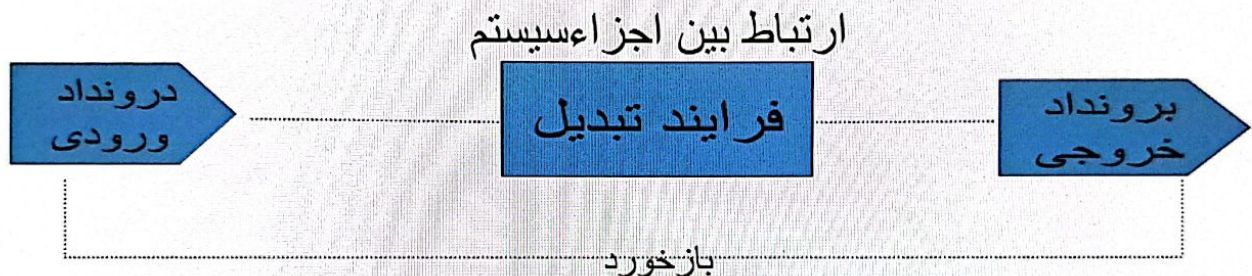 ارتباط بین اجزاءسیستم
درونداد
ورودی
فرایند تبدیل
برونداد
خروجی
بازخورد